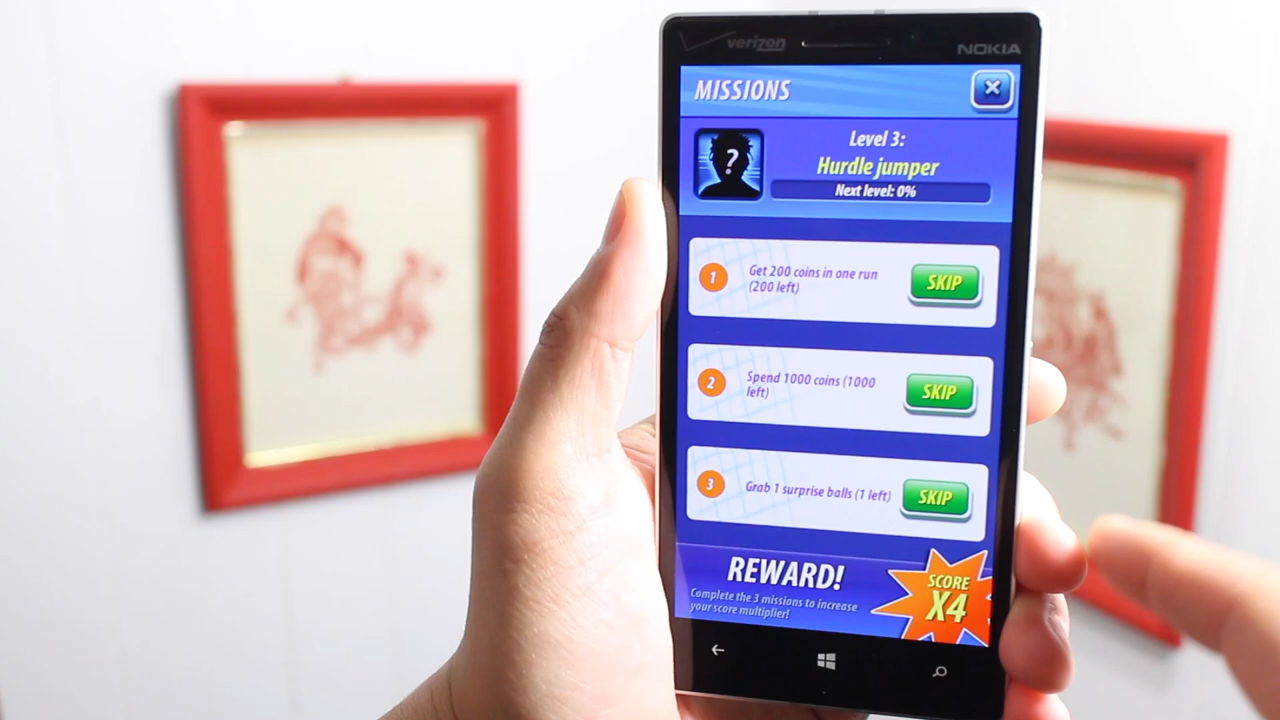 verizon
NOKIA
MISSIONS
Level 3:
Hurdle jumper
Next level: 0%
1
Get 200 coins in one run
(200 left)
SKIP
2
Spend 1000 coins (1000
left)
SKIP
3
Grab 1 surprise balls (1 left)
SKIP
REWARD!
Complete the 3 missions to increase
your score multiplier!
SCORE
X4